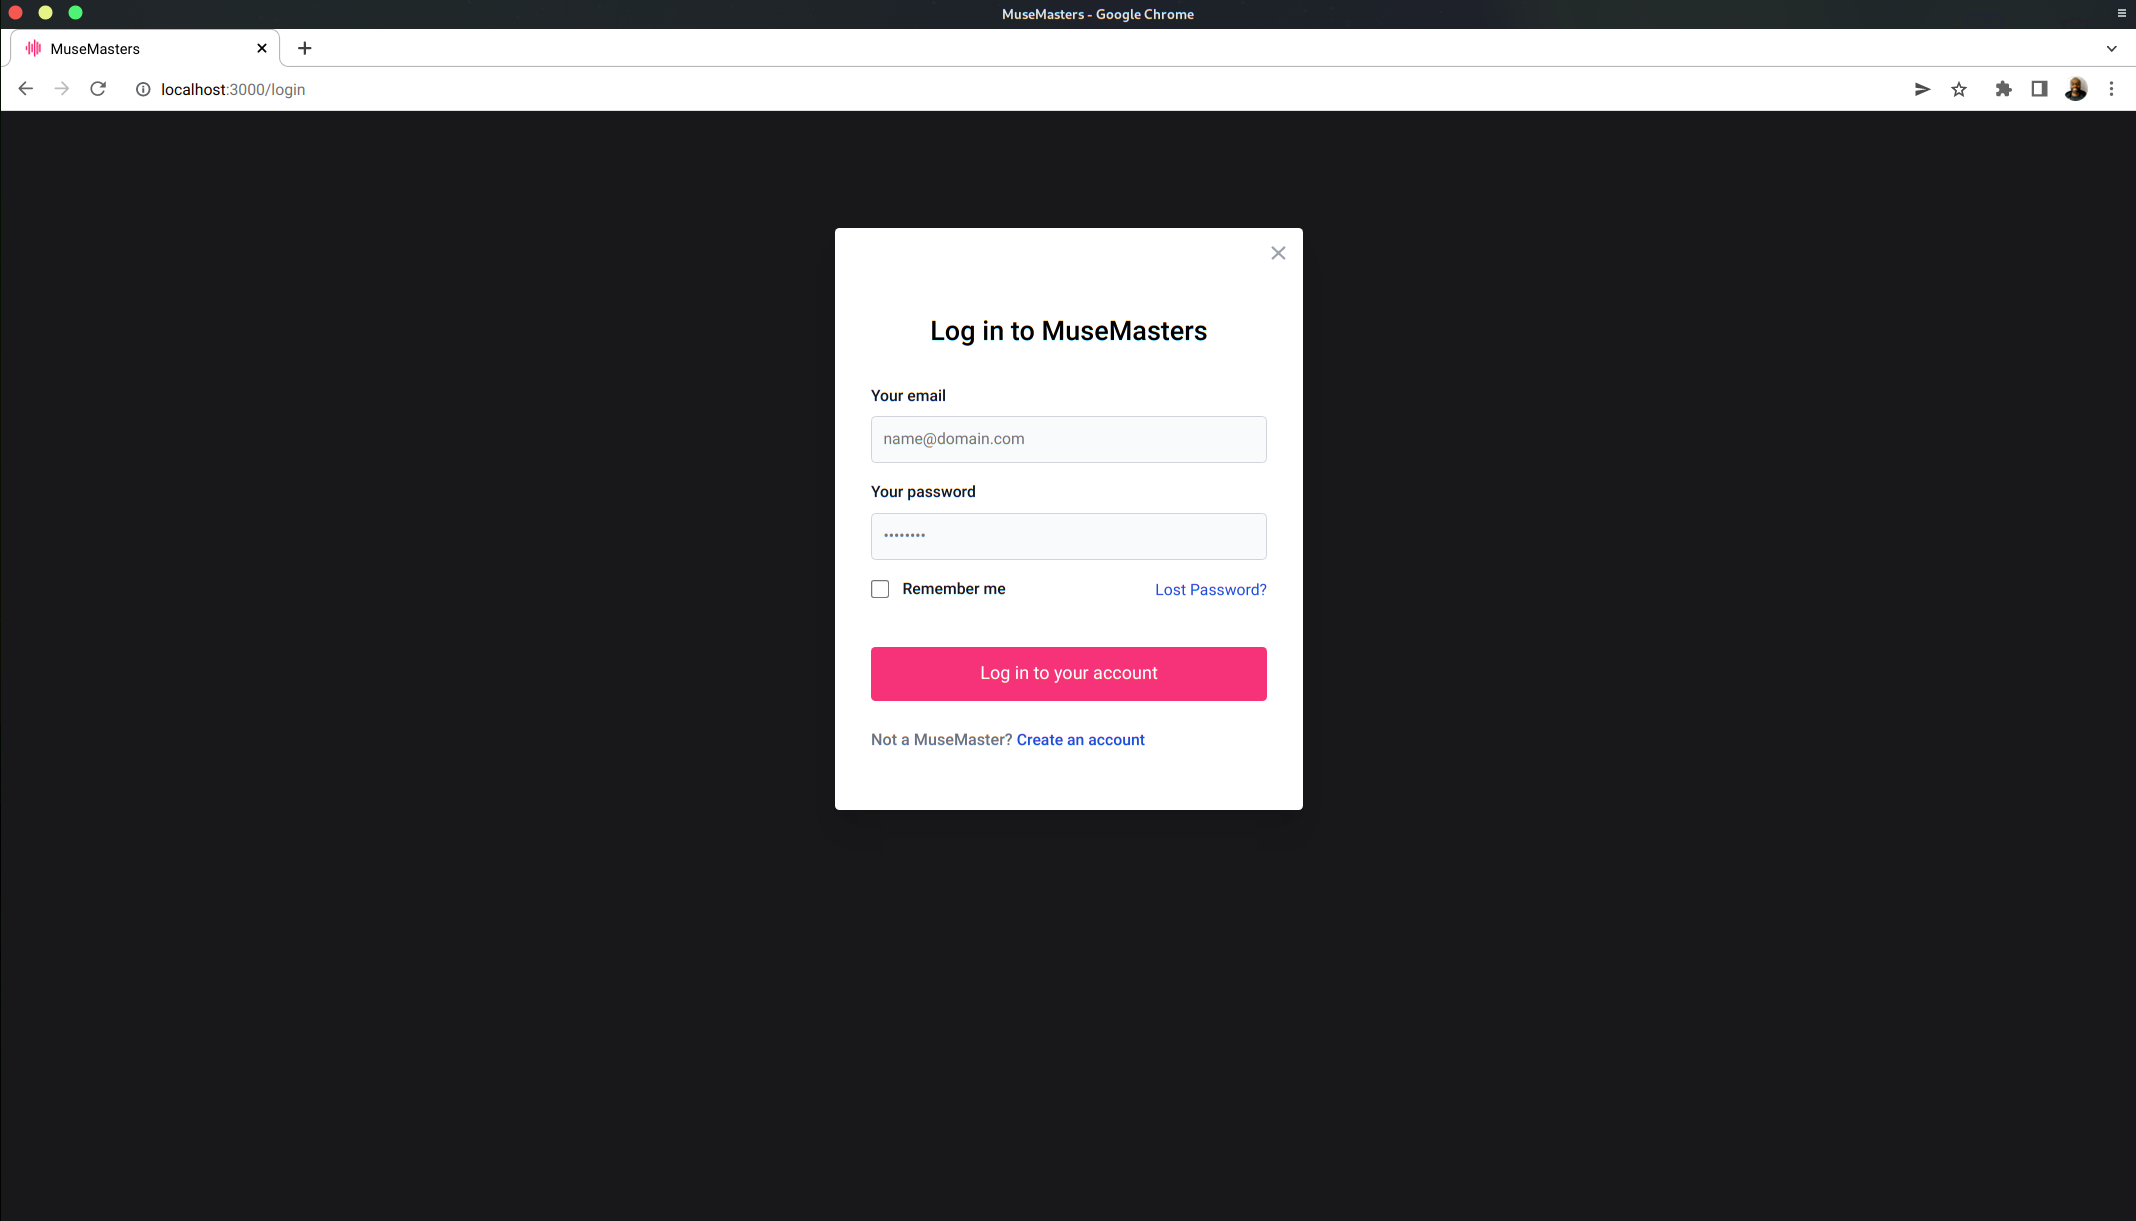 MuseMasters - Google Chrome
MuseMasters
localhost:3000/login
Log in to MuseMasters
Your email
name@domain.com
Your password
••••••••
Remember me
Lost Password?
Log in to your account
Not a MuseMaster? Create an account